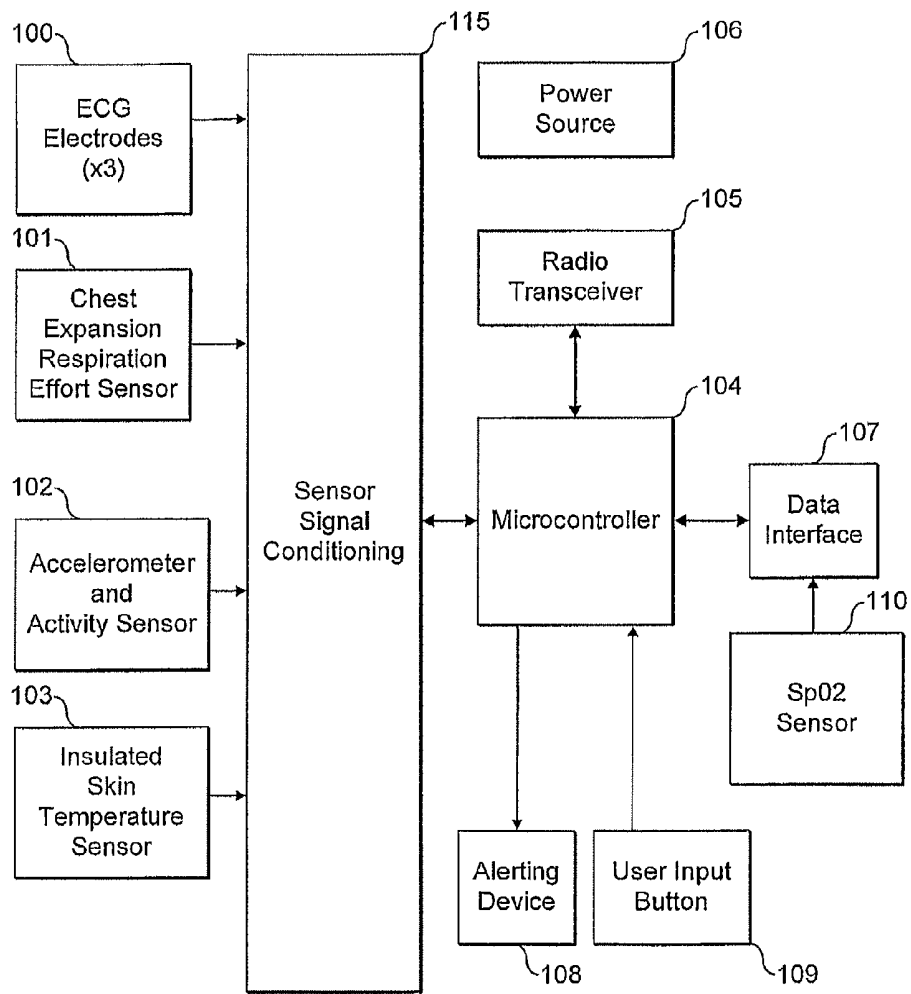 100
ECG
Electrodes
(x3)
101
Chest
Expansion
Respiration
Effort Sensor
102
Accelerometer
and
Activity Sensor
103
Insulated
Skin
Temperature
Sensor
115
Sensor
Signal
Conditioning
106
Power
Source
105
Radio
Transceiver
104
Microcontroller
107
Data
Interface
110
Sp02
Sensor
Alerting
Device
108
User Input
Button
109